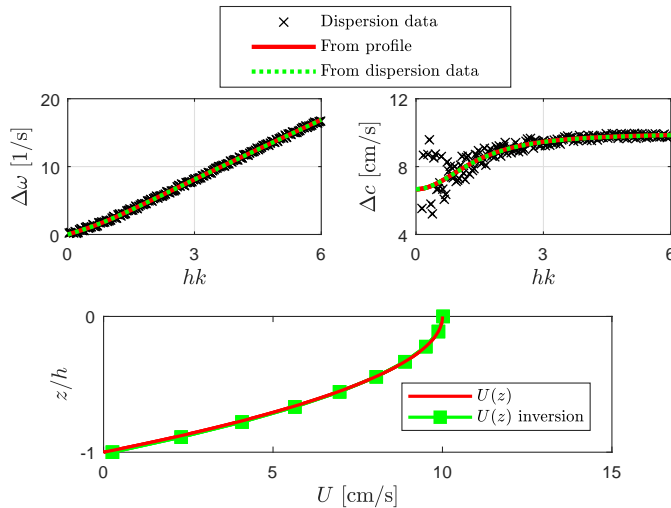 Dispersion data
From profile
From dispersion data
20
10
0
0
3
6
Δω [1/s]
hk
12
8
4
0
3
6
Δc [cm/s]
hk
0
-1
z/h
U(z)
U(z) inversion
0
5
10
15
U [cm/s]